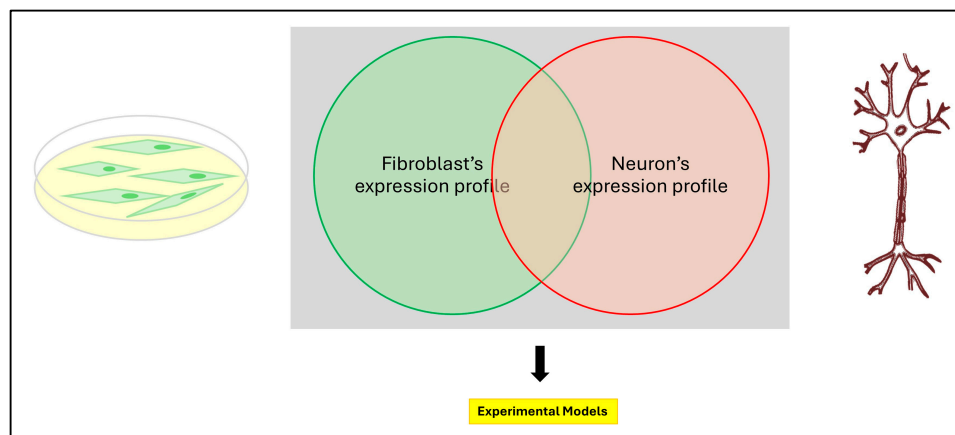 Fibroblast's
expression profile
Neuron's
expression profile
Experimental Models